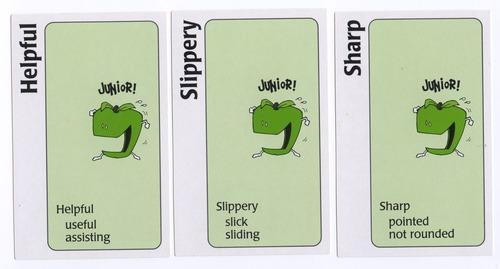 Helpful
JUNIOR!
Helpful
useful
assisting
Slippery
JUNIOR!
Slippery
slick
sliding
Sharp
JUNIOR!
Sharp
pointed
not rounded